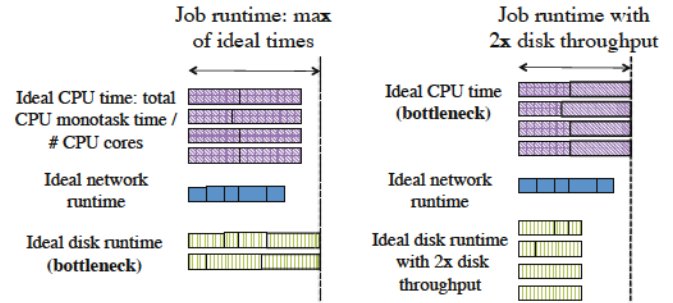 Job runtime: max
of ideal times
Ideal CPU time: total
CPU monotask time /
# CPU cores
Ideal network
runtime
Ideal disk runtime
(bottleneck)
Job runtime with
2x disk throughput
Ideal CPU time
(bottleneck)
Ideal network
runtime
Ideal disk runtime
with 2x disk
throughput